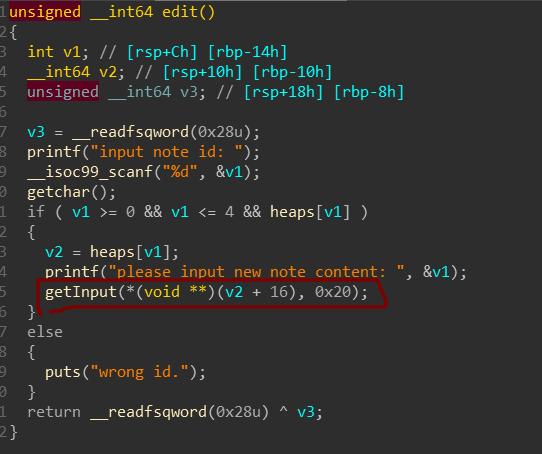 1 unsigned __int64 edit()
2 {
3 int v1; // [rsp+Ch] [rbp-14h]
4 __int64 v2; // [rsp+10h] [rbp-10h]
5 unsigned __int64 v3; // [rsp+18h] [rbp-8h]
6
7 v3 = __readfsqword(0x28u);
8 printf("input note id: ");
9 __isoc99_scanf("%d", &v1);
0 getchar();
1 if ( v1 >= 0 && v1 <= 4 && heaps[v1] )
2 {
3 v2 = heaps[v1];
4 printf("please input new note content: ", &v1);
5 getInput(*(void **)(v2 + 16), 0x20);
6 }
7 else
8 {
9 puts("wrong id.");
0 }
1 return __readfsqword(0x28u) ^ v3;
2 }